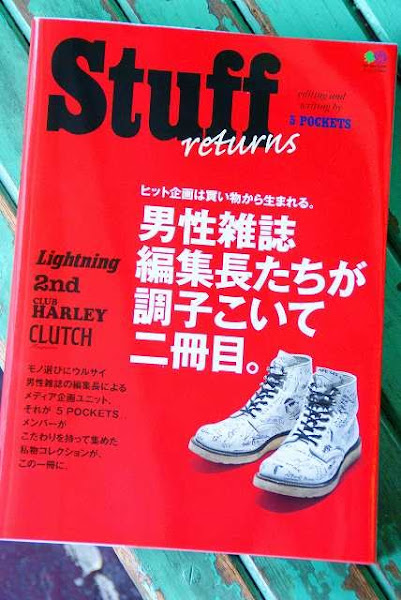 Stuff
returns
editing and
writing by
5 POCKETS
ヒット企画は買い物から生まれる。
男性雑誌
編集長たちが
調子こいて
二冊目。
Lightning
2nd
CLUB
HARLEY
CLUTCH
モノ選びにウルサイ
男性雑誌の編集長による
メディア企画ユニット、
それが 5 POCKETS
メンバーが
こだわりを持って集めた
私物コレクションが、
この一冊に。